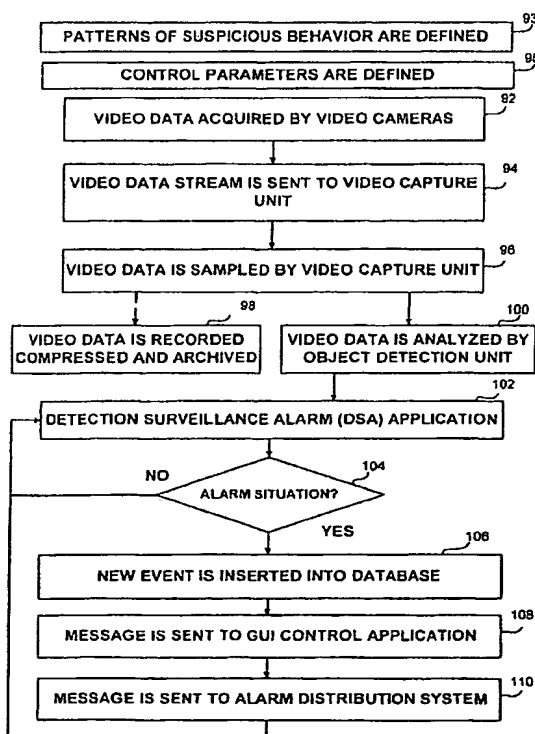 93
PATTERNS OF SUSPICIOUS BEHAVIOR ARE DEFINED
95
CONTROL PARAMETERS ARE DEFINED
92
VIDEO DATA ACQUIRED BY VIDEO CAMERAS
94
VIDEO DATA STREAM IS SENT TO VIDEO CAPTURE
UNIT
96
VIDEO DATA IS SAMPLED BY VIDEO CAPTURE UNIT
98
VIDEO DATA IS RECORDED
COMPRESSED AND ARCHIVED
100
VIDEO DATA IS ANALYZED BY
OBJECT DETECTION UNIT
102
DETECTION SURVEILLANCE ALARM (DSA) APPLICATION
104
NO
ALARM SITUATION?
YES
106
NEW EVENT IS INSERTED INTO DATABASE
108
MESSAGE IS SENT TO GUI CONTROL APPLICATION
110
MESSAGE IS SENT TO ALARM DISTRIBUTION SYSTEM